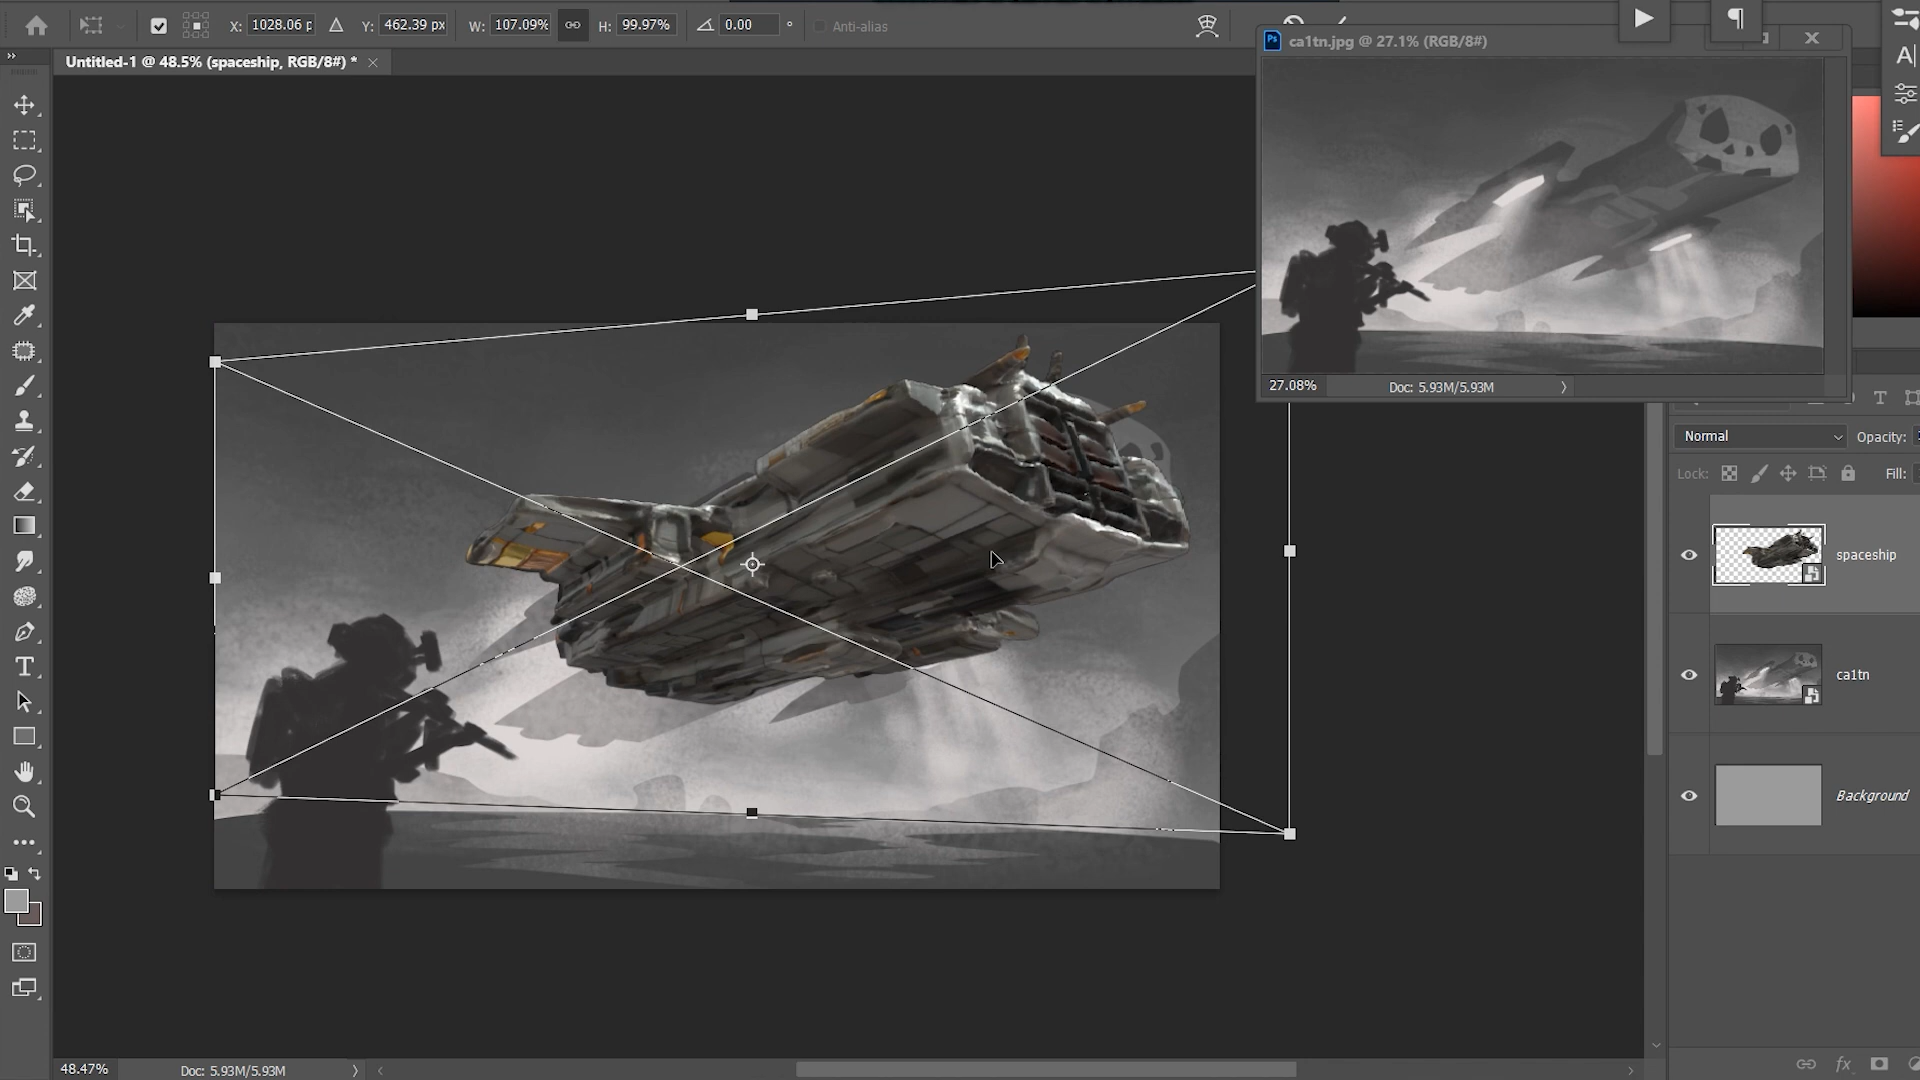 X: 1028.06 p
Y: 462.39 px
W: 107.09%
H: 99.97%
0.00 °
Anti-alias
Untitled-1 @ 48.5% (spaceship, RGB/8#) *
Ps
ca1tn.jpg @ 27.1% (RGB/8#)
27.08%
Doc: 5.93M/5.93M
Normal
Opacity:
Lock:
Fill:
spaceship
ca1tn
Background
fx
48.47%
Doc: 5.93M/5.93M